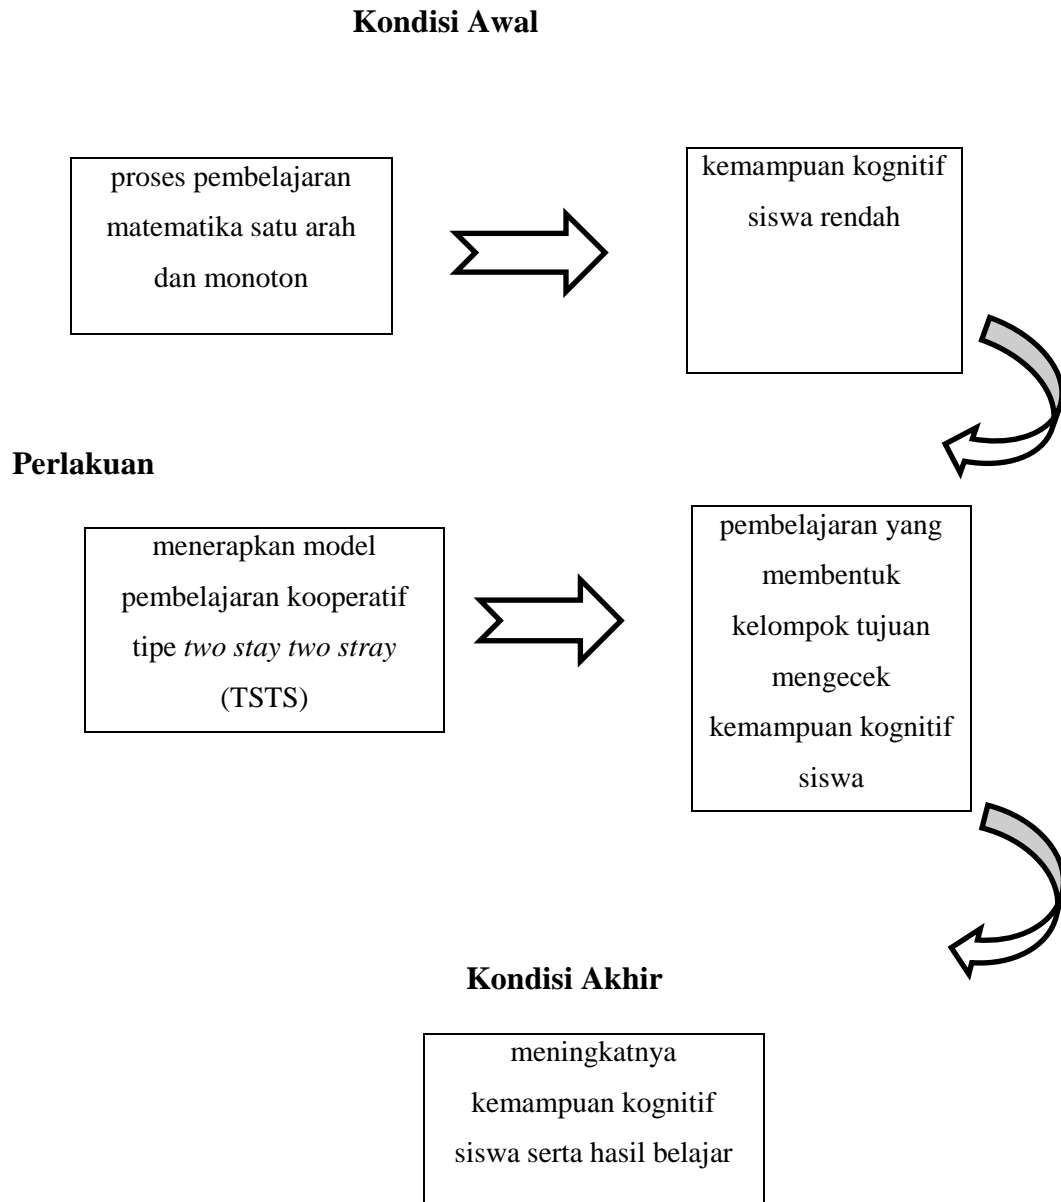 Kondisi Awal
proses pembelajaran
matematika satu arah
dan monoton
kemampuan kognitif
siswa rendah
Perlakuan
menerapkan model
pembelajaran kooperatif
tipe two stay two stray
(TSTS)
pembelajaran yang
membentuk
kelompok tujuan
mengecek
kemampuan kognitif
siswa
Kondisi Akhir
meningkatnya
kemampuan kognitif
siswa serta hasil belajar